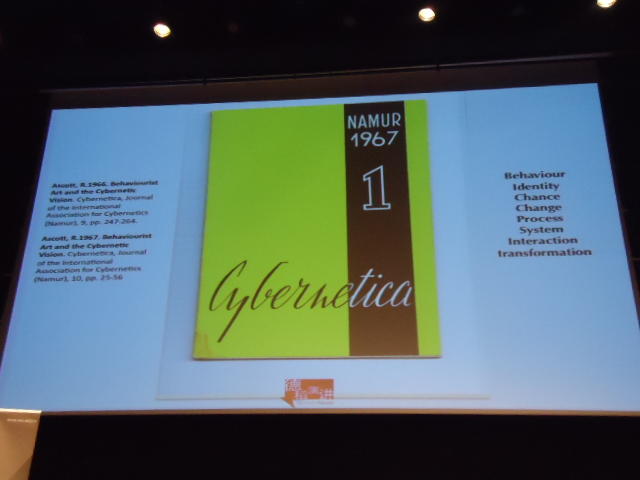 Ascott, R.1966. Behaviourist
Art and the Cybernetic
Vision. Cybernetica, Journal
of the International
Association for Cybernetics
(Namur), 9, pp. 247-264.
Ascott, R.1967. Behaviourist
Art and the Cybernetic
Vision. Cybernetica, Journal
of the International
Association for Cybernetics
(Namur), 10, pp. 25-56
NAMUR
1967
1
Cybernetica
Behaviour
Identity
Chance
Change
Process
System
Interaction
transformation